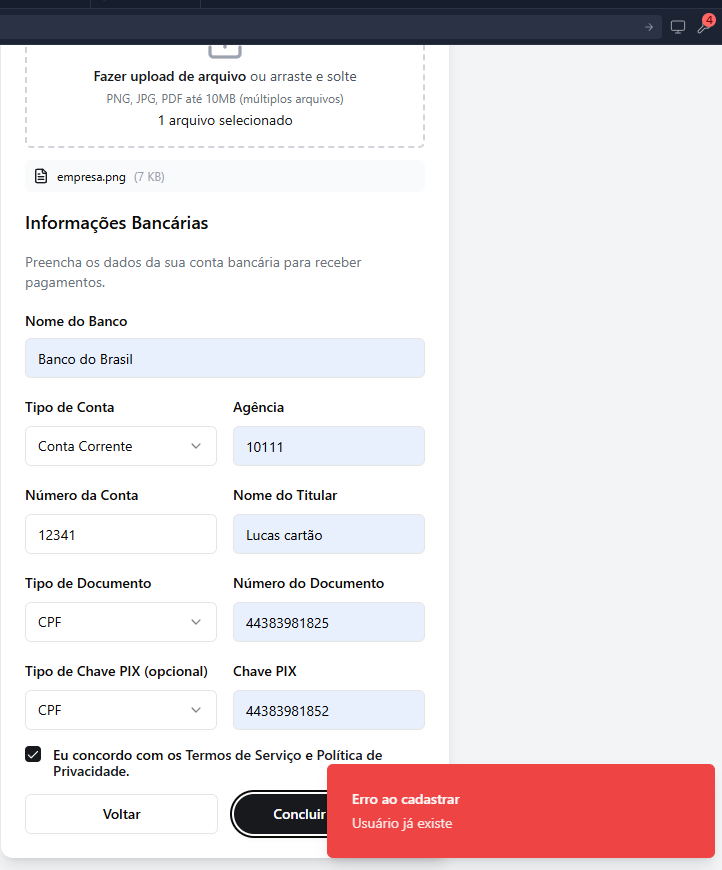 4
Fazer upload de arquivo ou arraste e solte
PNG, JPG, PDF até 10MB (múltiplos arquivos)
1 arquivo selecionado
empresa.png (7 KB)
Informações Bancárias
Preencha os dados da sua conta bancária para receber
pagamentos.
Nome do Banco
Banco do Brasil
Tipo de Conta Agência
Conta Corrente 10111
Número da Conta Nome do Titular
12341 Lucas cartão
Tipo de Documento Número do Documento
CPF 44383981825
Tipo de Chave PIX (opcional) Chave PIX
CPF 44383981852
Eu concordo com os Termos de Serviço e Política de
Privacidade.
Voltar Concluir
Erro ao cadastrar
Usuário já existe